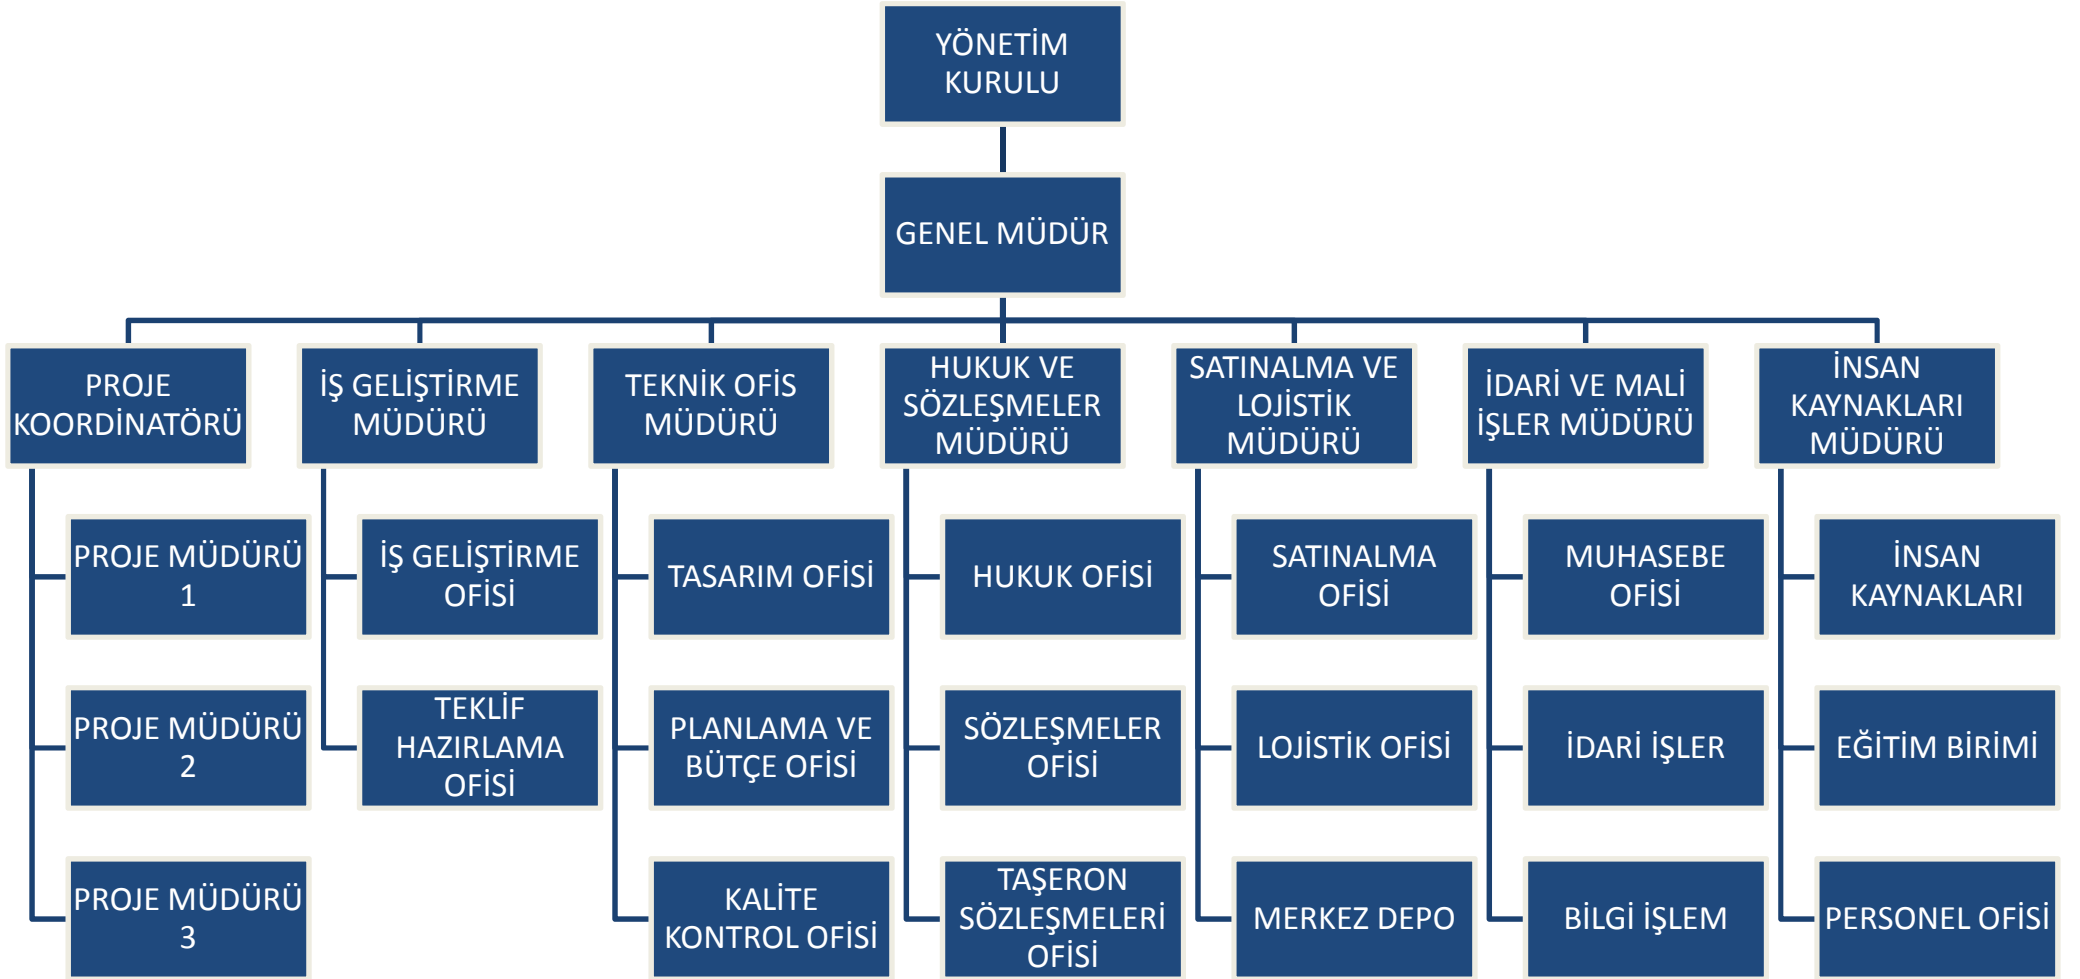 YÖNETİM
KURULU
GENEL MÜDÜR
PROJE
KOORDİNATÖRÜ
İŞ GELİŞTİRME
MÜDÜRÜ
TEKNİK OFİS
MÜDÜRÜ
HUKUK VE
SÖZLEŞMELER
MÜDÜRÜ
SATINALMA VE
LOJİSTİK
MÜDÜRÜ
İDARİ VE MALİ
İŞLER MÜDÜRÜ
İNSAN
KAYNAKLARI
MÜDÜRÜ
PROJE MÜDÜRÜ
1
İŞ GELİŞTİRME
OFİSİ
TASARIM OFİSİ
HUKUK OFİSİ
SATINALMA
OFİSİ
MUHASEBE
OFİSİ
İNSAN
KAYNAKLARI
PROJE MÜDÜRÜ
2
TEKLİF
HAZIRLAMA
OFİSİ
PLANLAMA VE
BÜTÇE OFİSİ
SÖZLEŞMELER
OFİSİ
LOJİSTİK OFİSİ
İDARİ İŞLER
EĞİTİM BİRİMİ
PROJE MÜDÜRÜ
3
KALİTE
KONTROL OFİSİ
TAŞERON
SÖZLEŞMELERİ
OFİSİ
MERKEZ DEPO
BİLGİ İŞLEM
PERSONEL OFİSİ